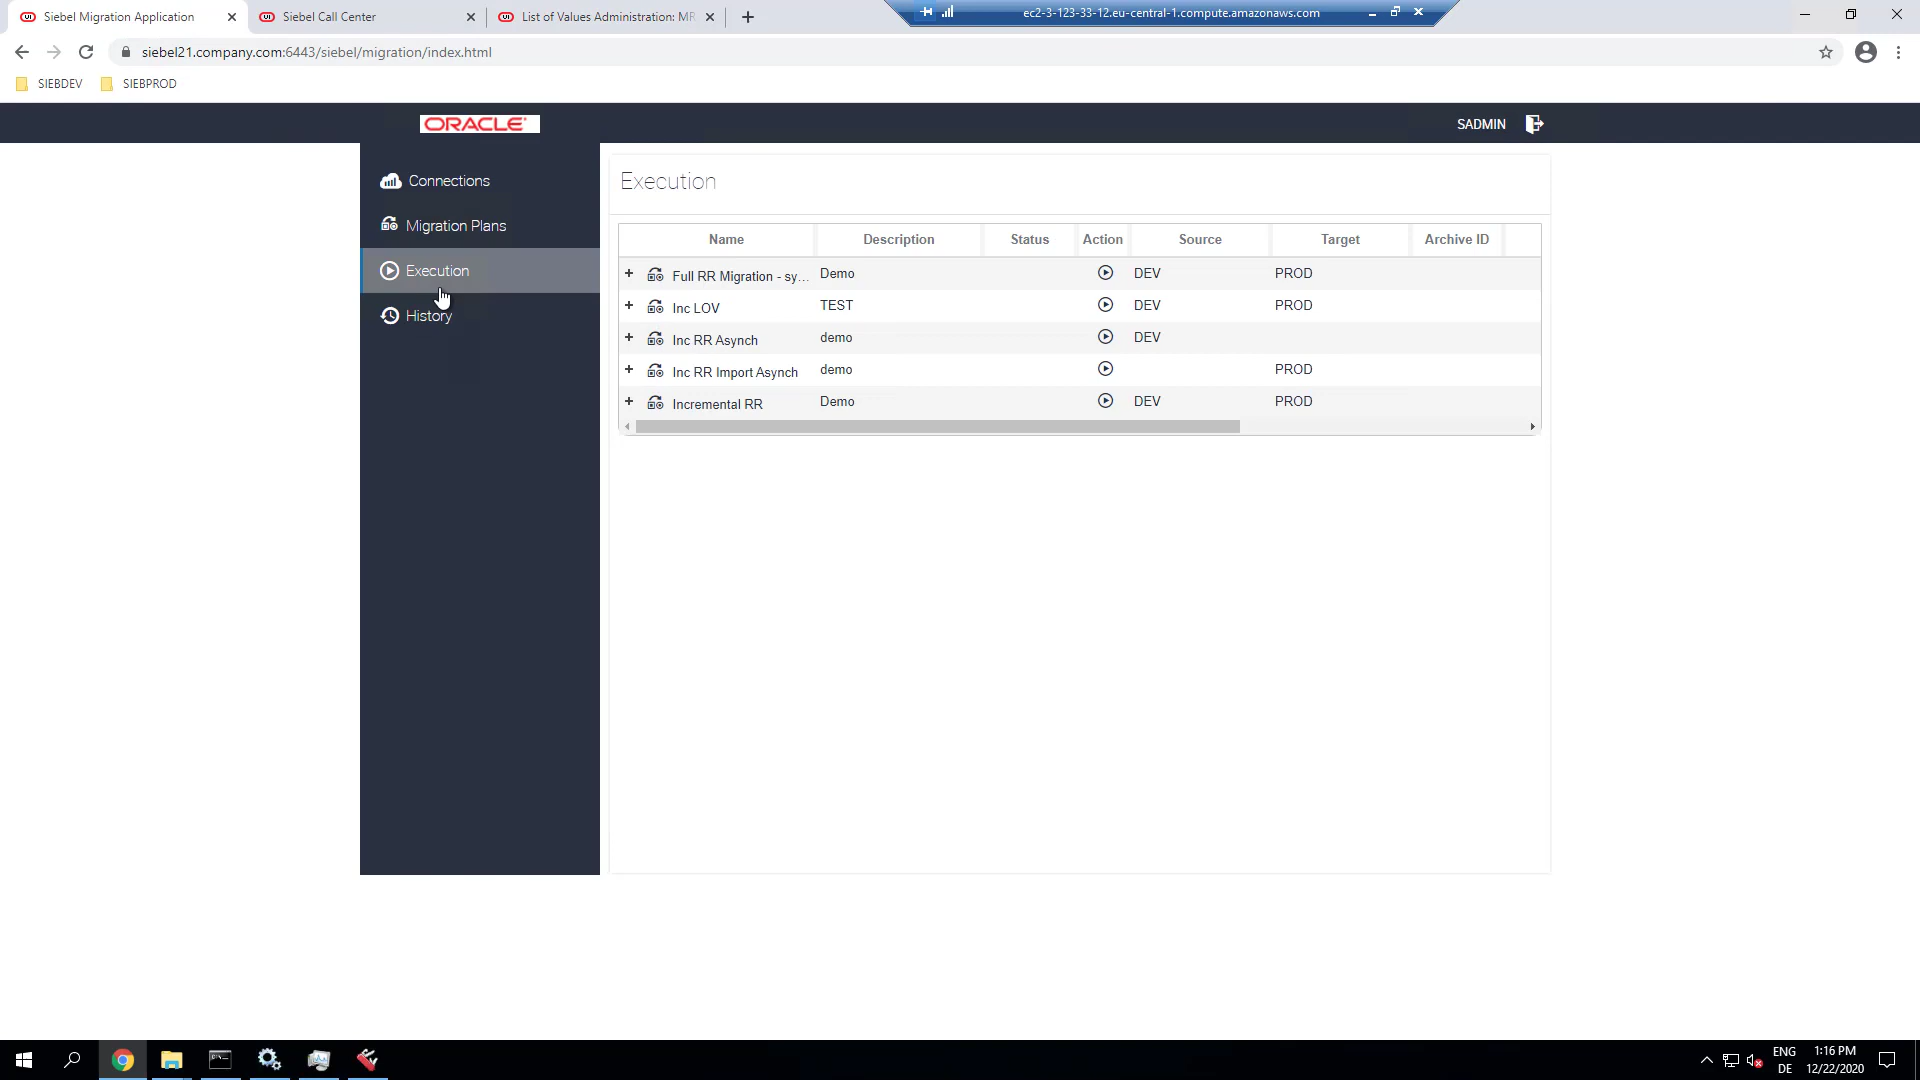 Siebel Migration Application
Siebel Call Center
List of Values Administration: MR
ec2-3-123-33-12.eu-central-1.compute.amazonaws.com
siebel21.company.com:6443/siebel/migration/index.html
SIEBDEV
SIEBPROD
ORACLE
SADMIN
Connections
Migration Plans
Execution
History
Execution
Name Description Status Action Source Target Archive ID
Full RR Migration - sy... Demo DEV PROD
Inc LOV TEST DEV PROD
Inc RR Asynch demo DEV
Inc RR Import Asynch demo PROD
Incremental RR Demo DEV PROD
ENG 1:16 PM
DE 12/22/2020